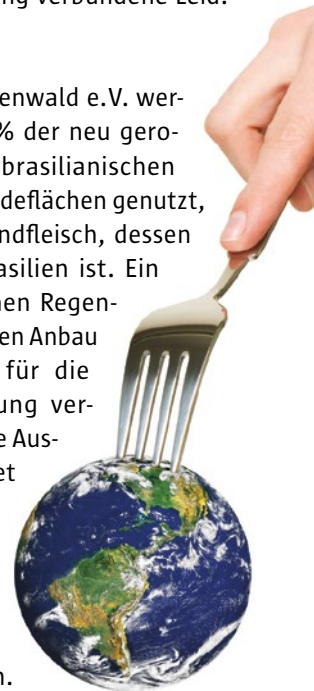 verbundene Leid.
enwald e.V. wer-
% der neu gero-
brasilianischen
deflächen genutzt,
ndfleisch, dessen
asilien ist. Ein
nen Regen-
en Anbau
für die
ung ver-
e Aus-
et
n.